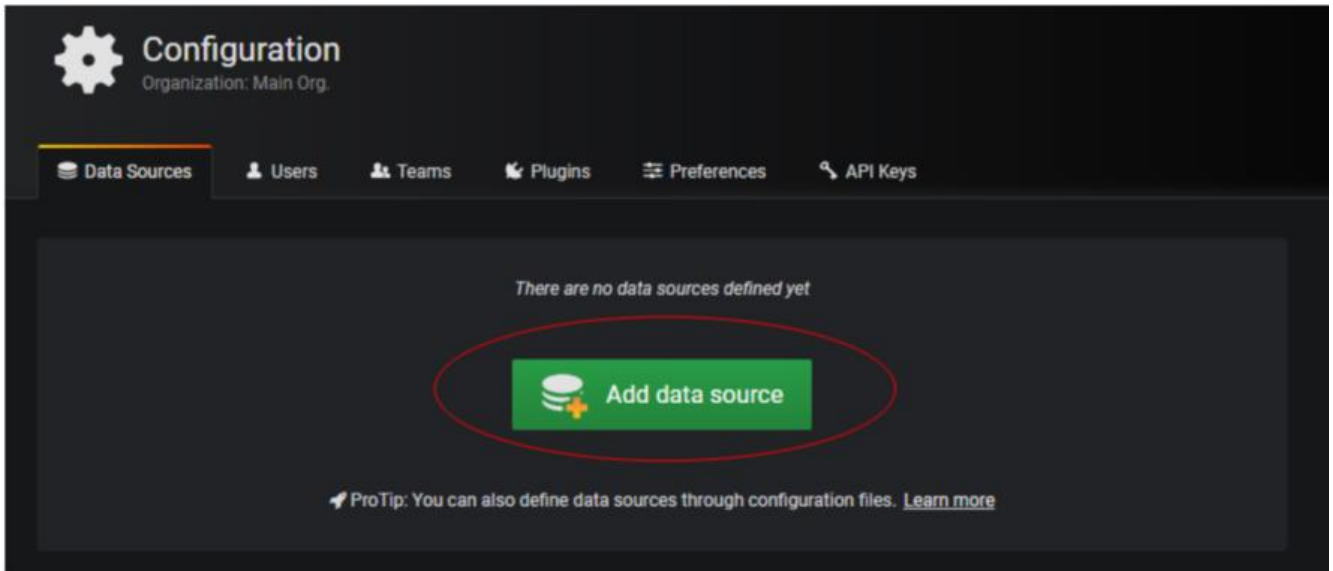 Configuration
Organization: Main Org.
Data Sources Users Teams Plugins Preferences API Keys
There are no data sources defined yet
Add data source
ProTip: You can also define data sources through configuration files. Learn more